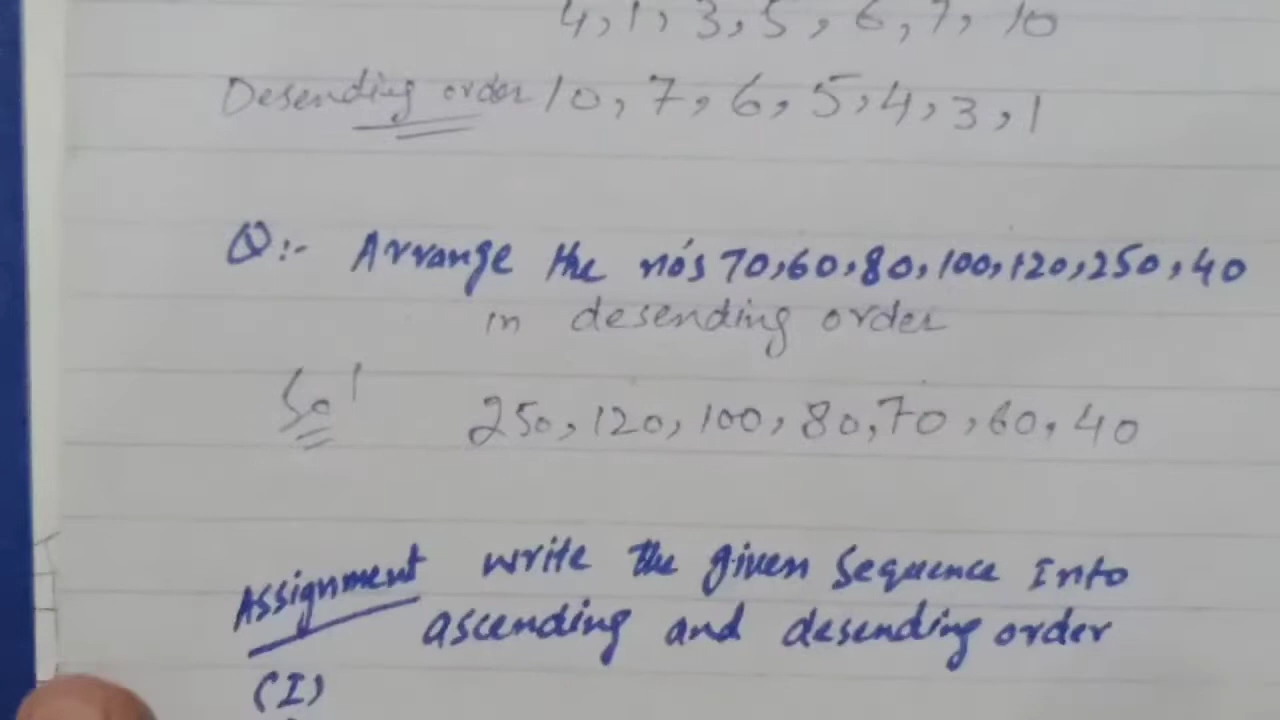 4, 1, 3, 5, 6, 7, 10
Desending order 10, 7, 6, 5, 4, 3, 1
Q:- Arrange the no's 70,60,80,100,120,250,40
in desending order
Sol 250, 120, 100, 80, 70, 60, 40
Assignment write the given Sequence Into
ascending and desending order
(I)